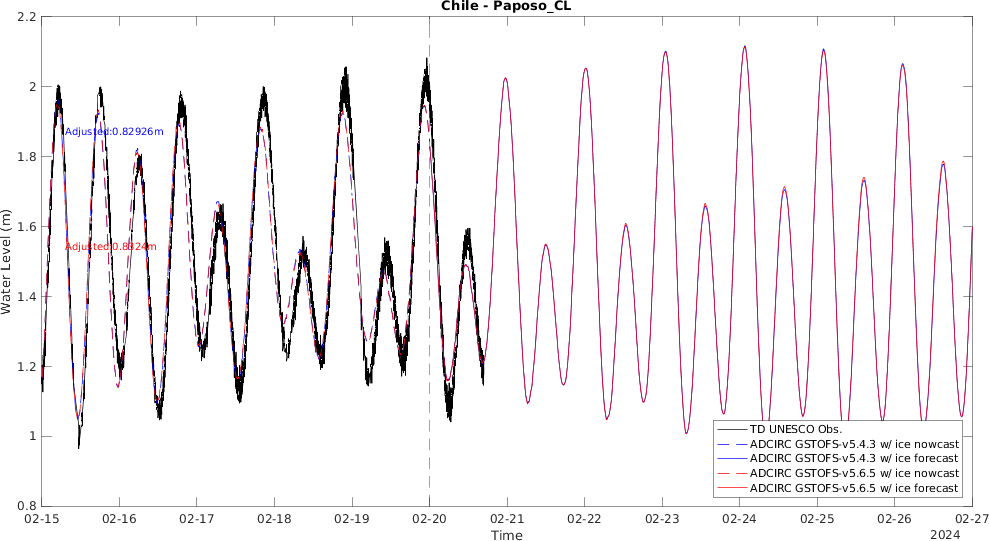 Chile - Paposo_CL
2.2
2
1.8
1.6
1.4
1.2
1
0.8
Water Level (m)
Adjusted:0.82926m
Adjusted:0.8324m
TD UNESCO Obs.
ADCIRC GSTOFS-v5.4.3 w/ ice nowcast
ADCIRC GSTOFS-v5.4.3 w/ ice forecast
ADCIRC GSTOFS-v5.6.5 w/ ice nowcast
ADCIRC GSTOFS-v5.6.5 w/ ice forecast
02-15 02-16 02-17 02-18 02-19 02-20 02-21 02-22 02-23 02-24 02-25 02-26 02-27
Time
2024